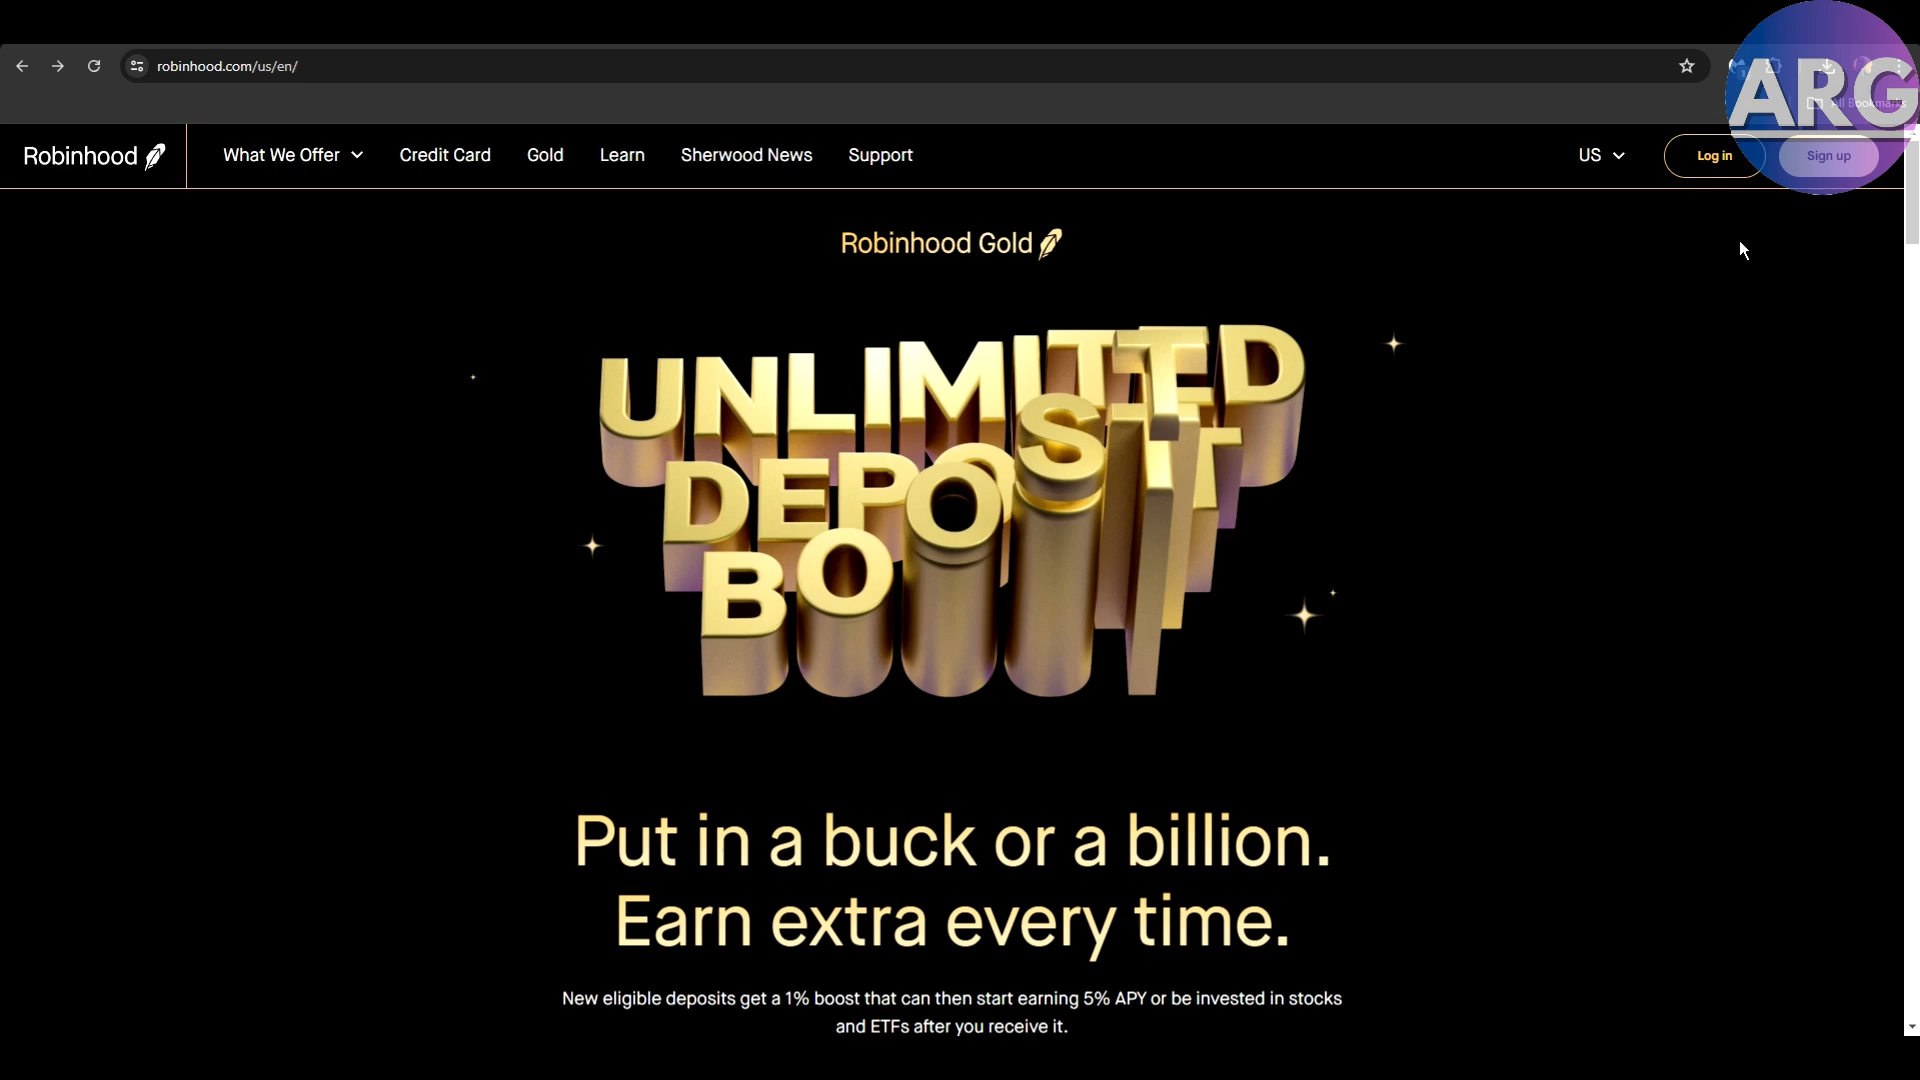 robinhood.com/us/en/
ARG
All Bookmarks
Robinhood
What We Offer
Credit Card
Gold
Learn
Sherwood News
Support
US
Log in
Sign up
Robinhood Gold
UNLIMITED
DEPOSIT
BOOST
Put in a buck or a billion.
Earn extra every time.
New eligible deposits get a 1% boost that can then start earning 5% APY or be invested in stocks
and ETFs after you receive it.